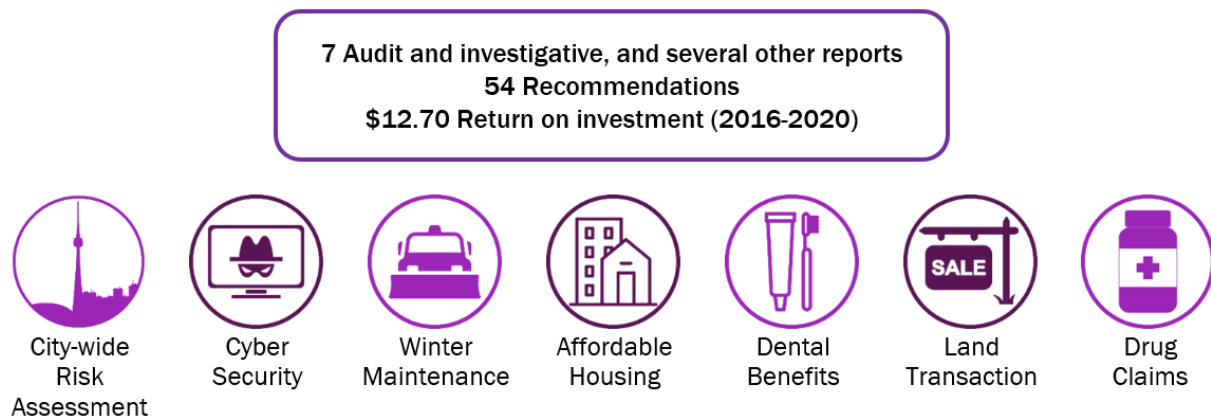 7 Audit and investigative, and several other reports
54 Recommendations
$12.70 Return on investment (2016-2020)
SALE
City-wide
Risk
Assessment
Cyber
Security
Winter
Maintenance
Affordable
Housing
Dental
Benefits
Land
Transaction
Drug
Claims